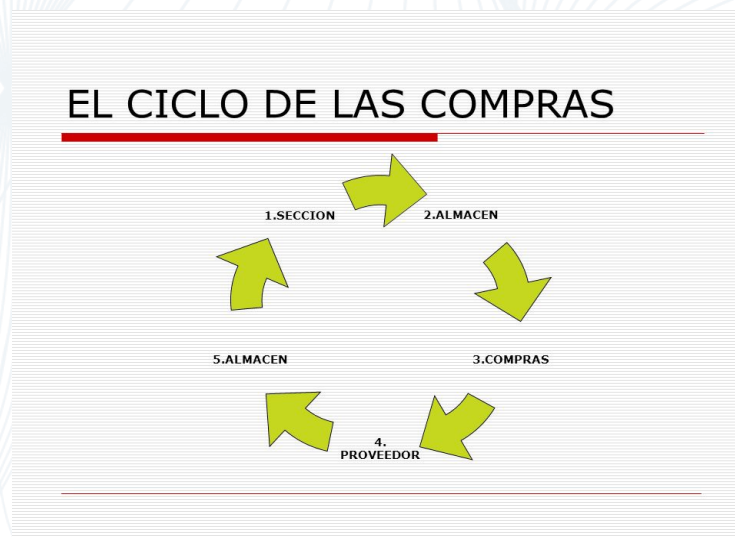 EL CICLO DE LAS COMPRAS
1.SECCION
2.ALMACEN
3.COMPRAS
4.
PROVEEDOR
5.ALMACEN